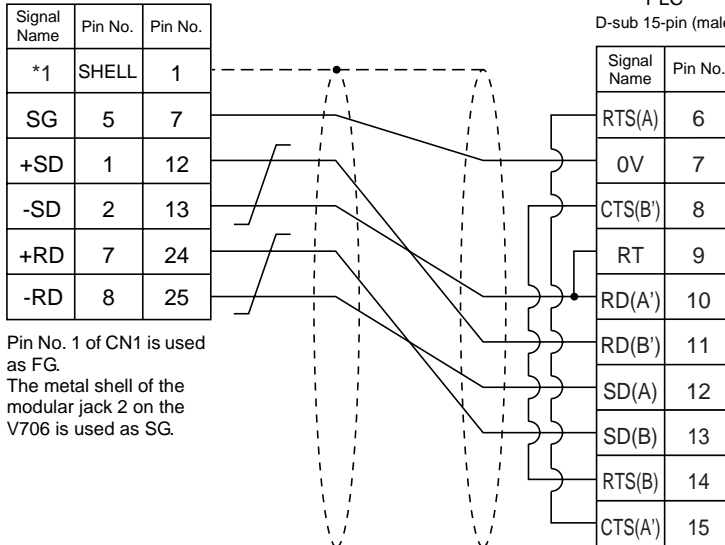 PLC
D-sub 15-pin (male
Signal Name Pin No. Pin No.
*1 SHELL 1
SG 5 7
+SD 1 12
-SD 2 13
+RD 7 24
-RD 8 25
Pin No. 1 of CN1 is used
as FG.
The metal shell of the
modular jack 2 on the
V706 is used as SG.
Signal Name Pin No.
RTS(A) 6
0V 7
CTS(B') 8
RT 9
RD(A') 10
RD(B') 11
SD(A) 12
SD(B) 13
RTS(B) 14
CTS(A') 15